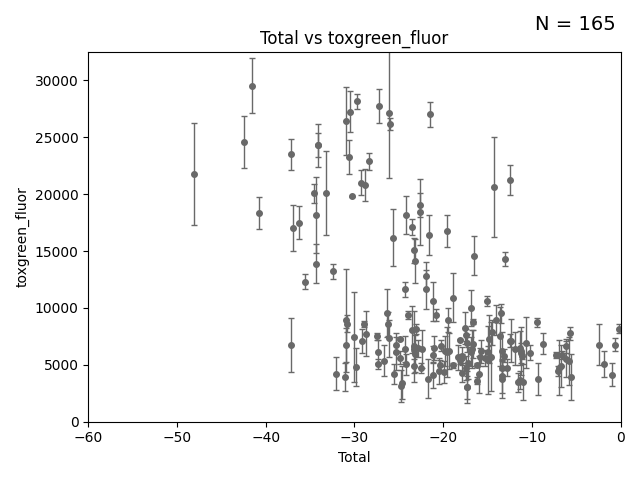 N = 165
Total vs toxgreen_fluor
toxgreen_fluor
30000
25000
20000
15000
10000
5000
0
−60 −50 −40 −30 −20 −10 0
Total